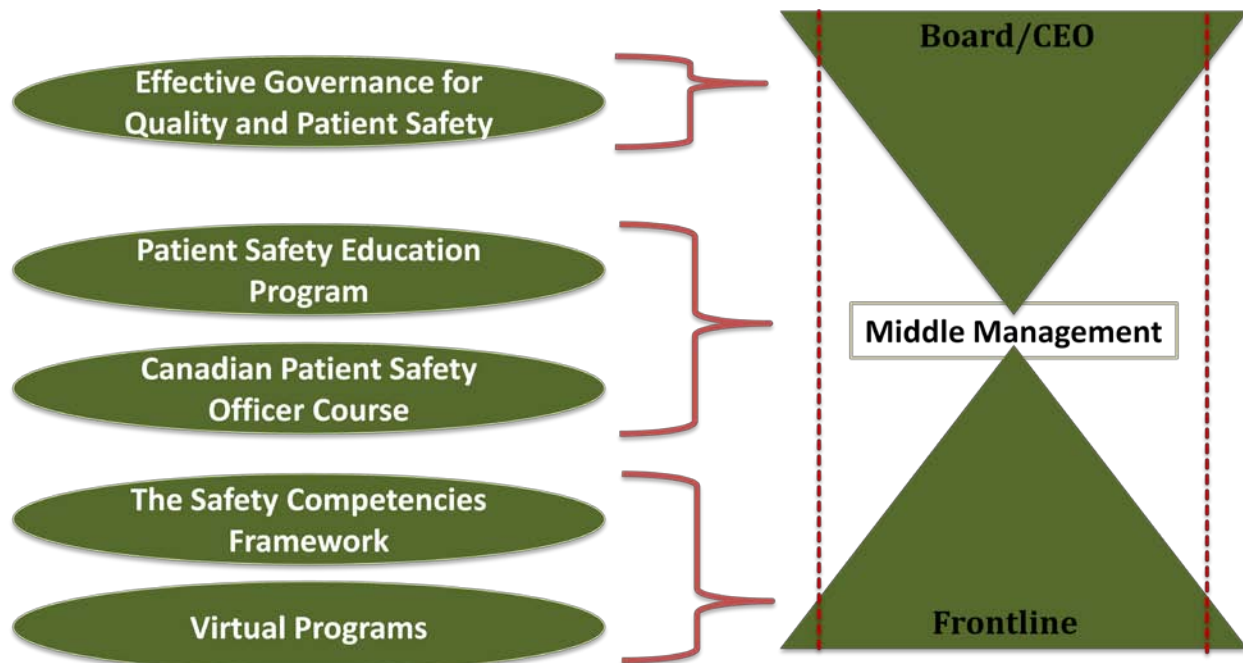 Board/CEO
Effective Governance for
Quality and Patient Safety
Patient Safety Education
Program
Middle Management
Canadian Patient Safety
Officer Course
The Safety Competencies
Framework
Virtual Programs
Frontline